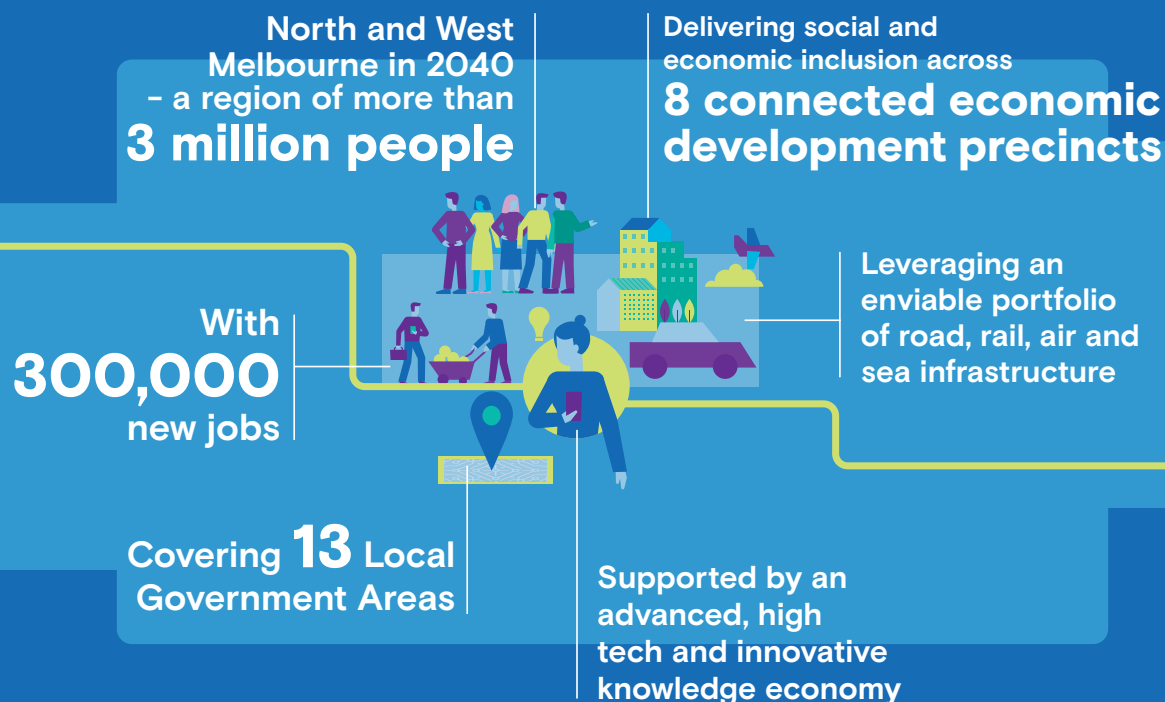 North and West
Melbourne in 2040
– a region of more than
3 million people
Delivering social and
economic inclusion across
8 connected economic
development precincts
Leveraging an
enviable portfolio
of road, rail, air and
sea infrastructure
With
300,000
new jobs
Covering 13 Local
Government Areas
Supported by an
advanced, high
tech and innovative
knowledge economy